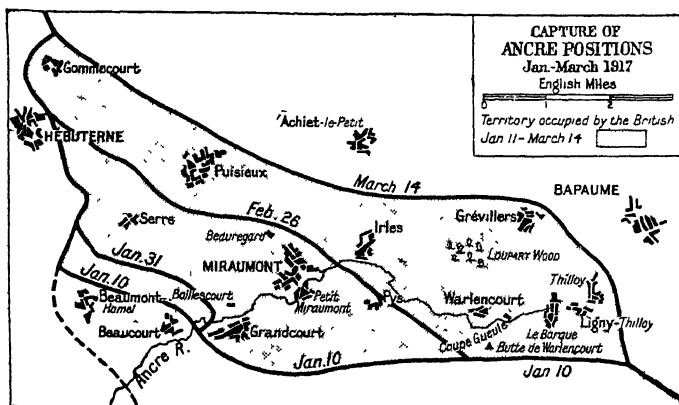 CAPTURE OF
ANCRE POSITIONS
Jan.-March 1917
English Miles
0 1 2
Territory occupied by the British
Jan 11-March 14
Gommecourt
HÉBUTERNE
Achiet-le-Petit
Puisieux
March 14
BAPAUME
Serre
Feb. 26
Beauregard
Irles
Grévillers
LOUPART WOOD
Jan. 31
MIRAUMONT
Jan. 10
Thilloy
Beaumont-
Hamel
Baillescourt
Petit
Miraumont
Pys
Warlencourt
Beaucourt
Grandcourt
Coupe Gueule
Le Barque
Ligny-Thilloy
Butte de Warlencourt
Ancre R.
Jan. 10
Jan 10